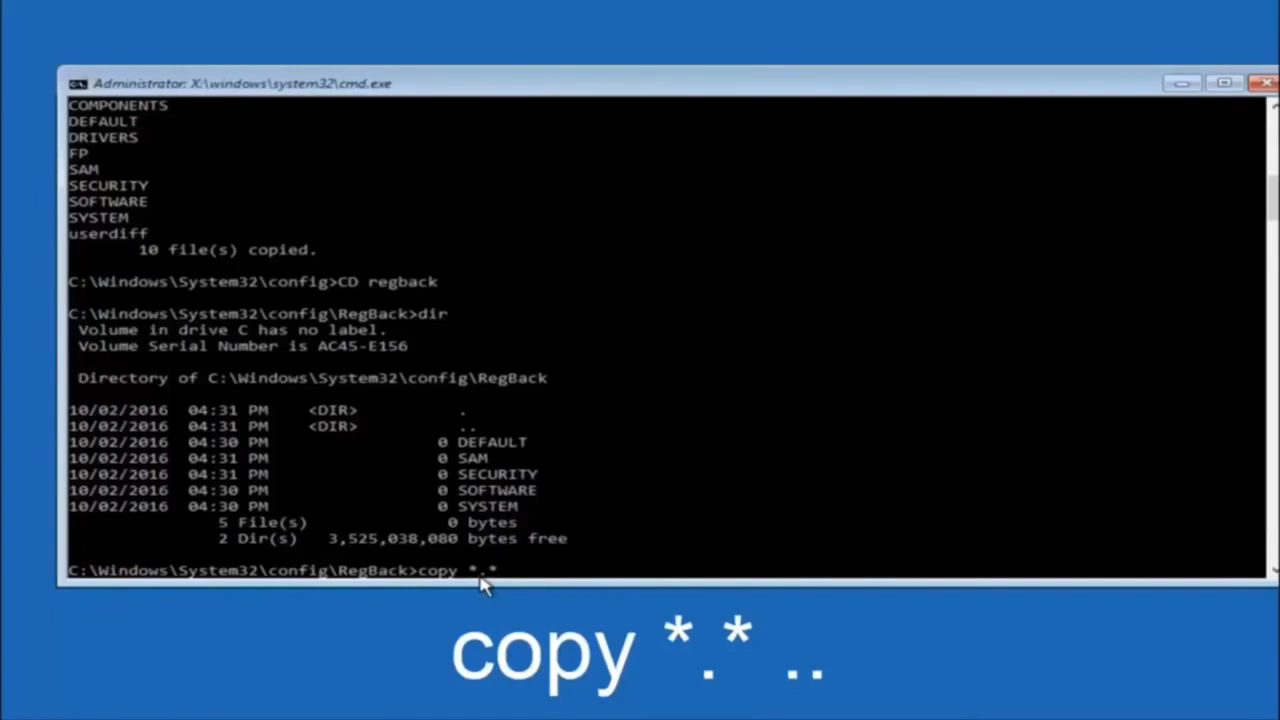 Administrator: X:\windows\system32\cmd.exe
COMPONENTS
DEFAULT
DRIVERS
FP
SAM
SECURITY
SOFTWARE
SYSTEM
userdiff
10 file(s) copied.
C:\Windows\System32\config>CD regback
C:\Windows\System32\config\RegBack>dir
Volume in drive C has no label.
Volume Serial Number is AC45-E156
Directory of C:\Windows\System32\config\RegBack
10/02/2016 04:31 PM <DIR> .
10/02/2016 04:31 PM <DIR> ..
10/02/2016 04:30 PM 0 DEFAULT
10/02/2016 04:31 PM 0 SAM
10/02/2016 04:31 PM 0 SECURITY
10/02/2016 04:30 PM 0 SOFTWARE
10/02/2016 04:30 PM 0 SYSTEM
5 File(s) 0 bytes
2 Dir(s) 3,525,038,080 bytes free
C:\Windows\System32\config\RegBack>copy *.*
copy *.* ..